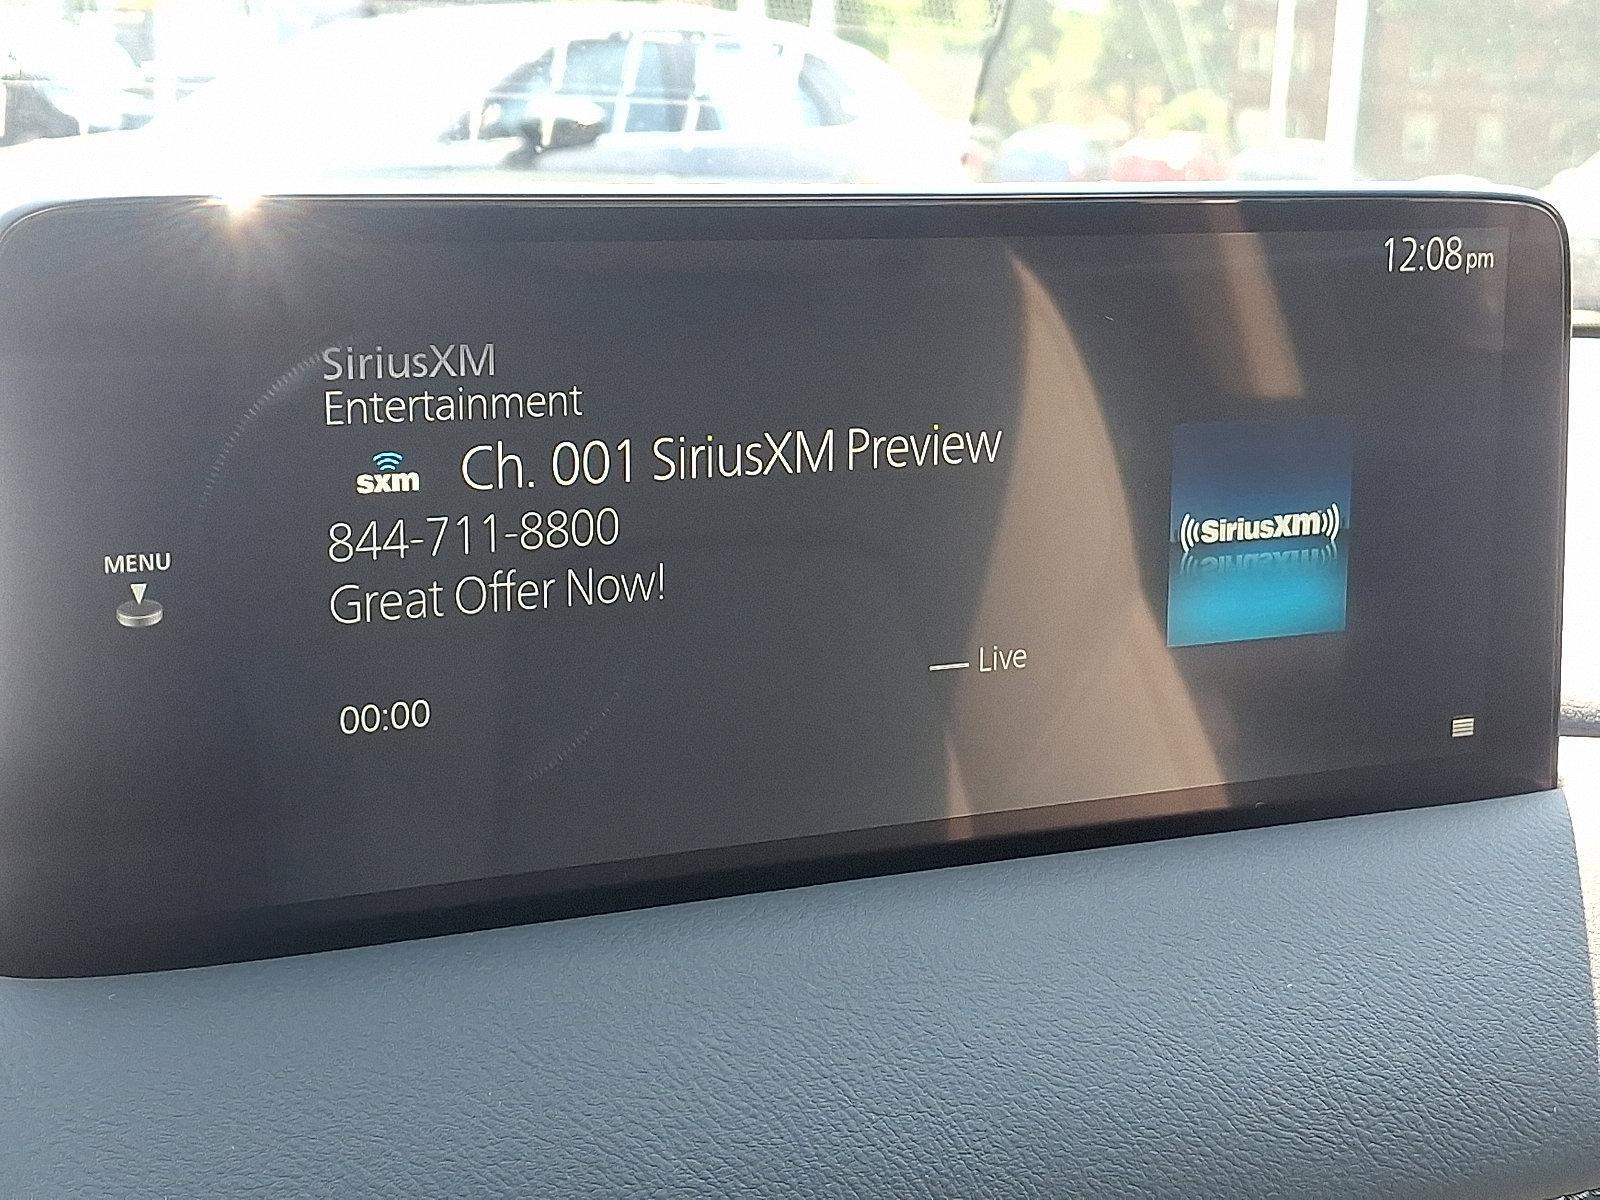 12:08pm
SiriusXM
Entertainment
sxm Ch. 001 SiriusXM Preview
844-711-8800
Great Offer Now!
SiriusXM
MENU
Live
00:00